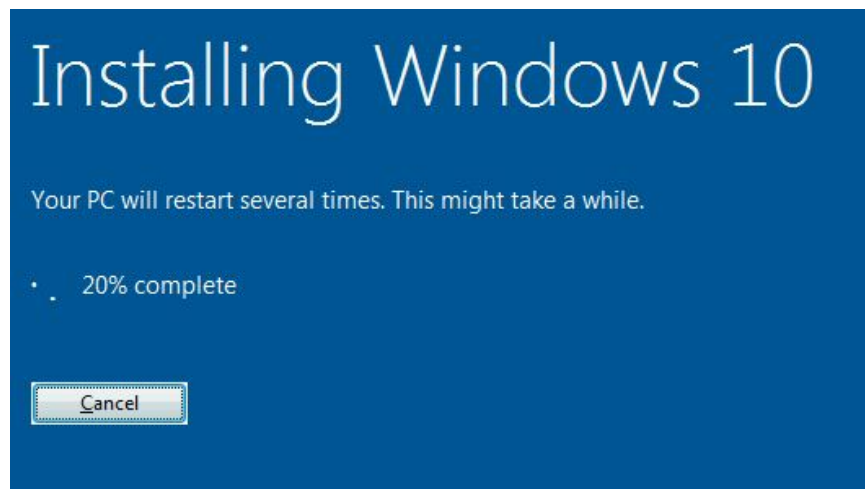 Installing Windows 10
Your PC will restart several times. This might take a while.
20% complete
Cancel